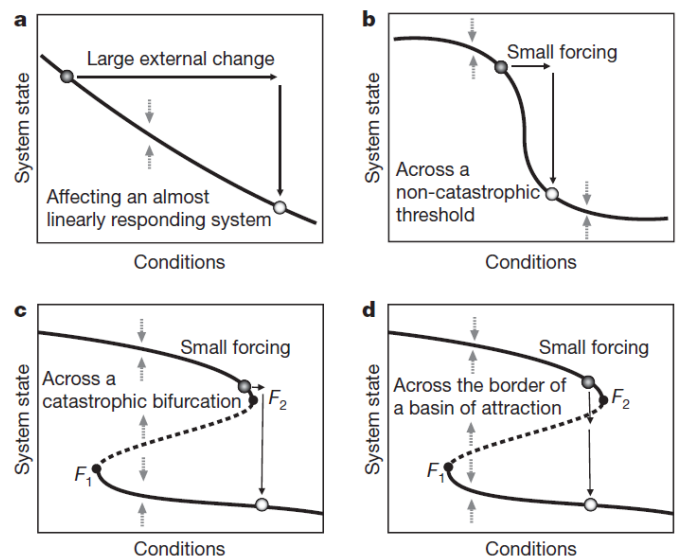 a
Large external change
System state
Affecting an almost
linearly responding system
Conditions
b
Small forcing
System state
Across a
non-catastrophic
threshold
Conditions
c
Small forcing
System state
Across a
catastrophic bifurcation
F2
F1
Conditions
d
Small forcing
System state
Across the border of
a basin of attraction
F2
F1
Conditions